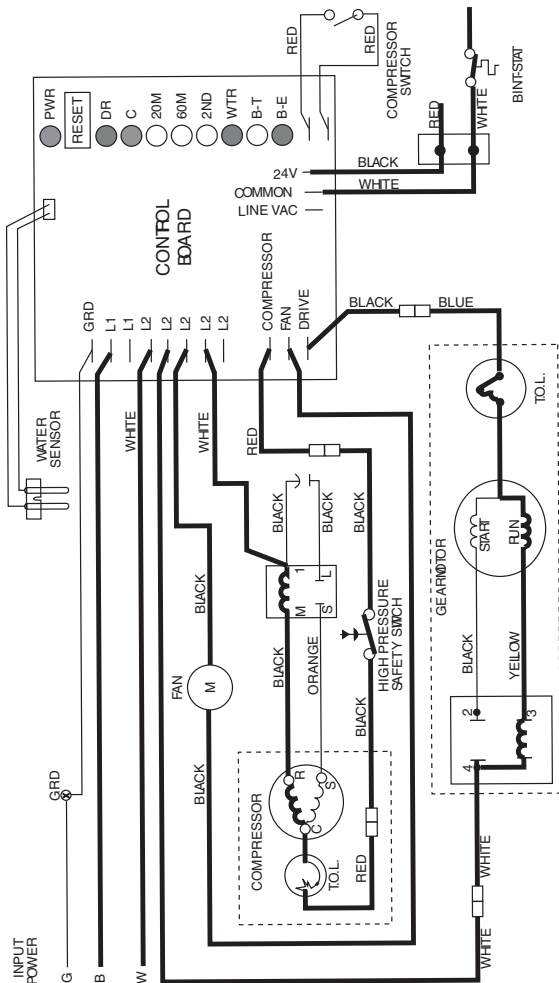 INPUT
POWER
G
B
W
GRD
WATER
SENSOR
PWR
RESET
DR
C
20M
60M
2ND
WTR
B-T
B-E
CONTROL
BOARD
GRD
L1
L1
L2
L2
L2
L2
L2
COMPRESSOR
FAN
DRIVE
24V
COMMON
LINE VAC
RED
RED
COMPRESSOR
SWITCH
BLACK
WHITE
RED
WHITE
BIN T-STAT
WHITE
WHITE
RED
BLACK
BLUE
FAN
M
BLACK
BLACK
BLACK
BLACK
1
M
L
S
BLACK
ORANGE
BLACK
HIGH PRESSURE
SAFETY SWITCH
BLACK
COMPRESSOR
R
S
C
T.O.L.
RED
GEARMOTOR
T.O.L.
START
RUN
BLACK
YELLOW
2
3
4
WHITE
WHITE